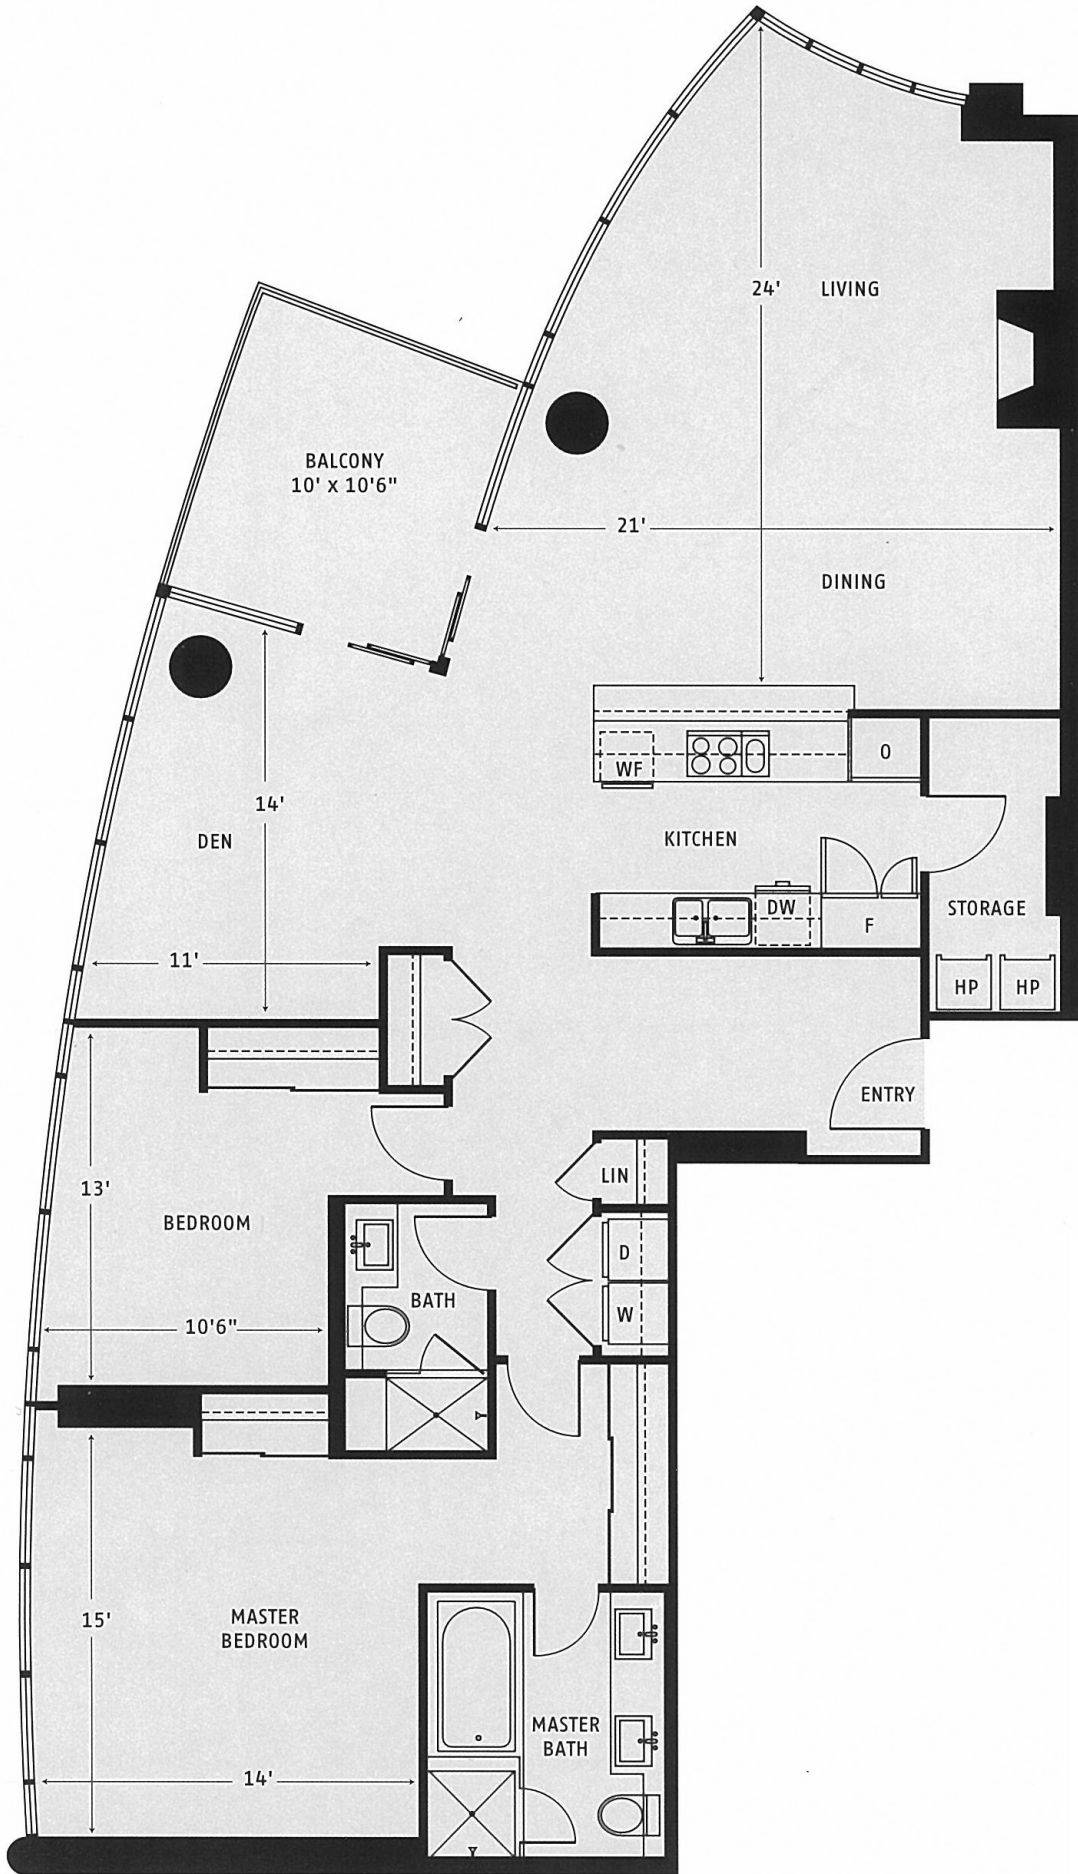 24'
LIVING
BALCONY
10' x 10'6"
21'
DINING
O
WF
14'
DEN
KITCHEN
DW
F
STORAGE
11'
HP
HP
ENTRY
13'
LIN
BEDROOM
D
BATH
W
10'6"
15'
MASTER
BEDROOM
MASTER
BATH
14'